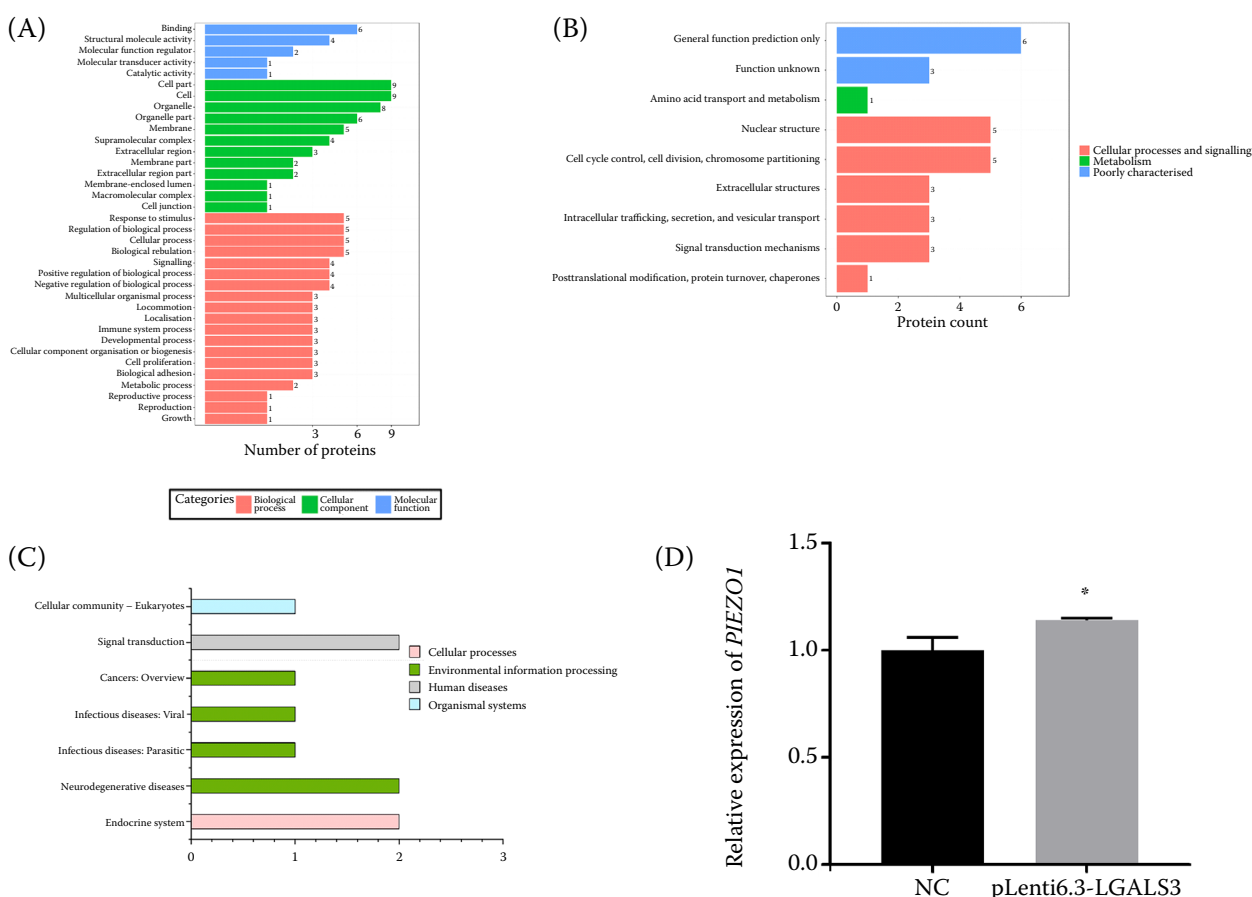 (A)
Binding 6
Structural molecule activity 4
Molecular function regulator 2
Molecular transducer activity 1
Catalytic activity 1
Cell part 9
Cell 9
Organelle 8
Organelle part 6
Membrane 5
Supramolecular complex 4
Extracellular region 3
Membrane part 2
Extracellular region part 2
Membrane-enclosed lumen 1
Macromolecular complex 1
Cell junction 1
Response to stimulus 5
Regulation of biological process 5
Cellular process 5
Biological rebulation 5
Signalling 4
Positive regulation of biological process 4
Negative regulation of biological process 4
Multicellular organismal process 3
Locommotion 3
Localisation 3
Immune system process 3
Developmental process 3
Cellular component organisation or biogenesis 3
Cell proliferation 3
Biological adhesion 3
Metabolic process 2
Reproductive process 1
Reproduction 1
Growth 1
3 6 9
Number of proteins
Categories
Biological
process
Cellular
component
Molecular
function
(B)
General function prediction only 6
Function unknown 3
Amino acid transport and metabolism 1
Nuclear structure 5
Cell cycle control, cell division, chromosome partitioning 5
Extracellular structures 3
Intracellular trafficking, secretion, and vesicular transport 3
Signal transduction mechanisms 3
Posttranslational modification, protein turnover, chaperones 1
0 2 4 6
Protein count
Cellular processes and signalling
Metabolism
Poorly characterised
(C)
Cellular community – Eukaryotes
Signal transduction
Cancers: Overview
Infectious diseases: Viral
Infectious diseases: Parasitic
Neurodegenerative diseases
Endocrine system
0 1 2 3
Cellular processes
Environmental information processing
Human diseases
Organismal systems
(D)
Relative expression of PIEZO1
1.5
1.0
0.5
0.0
*
NC pLenti6.3-LGALS3